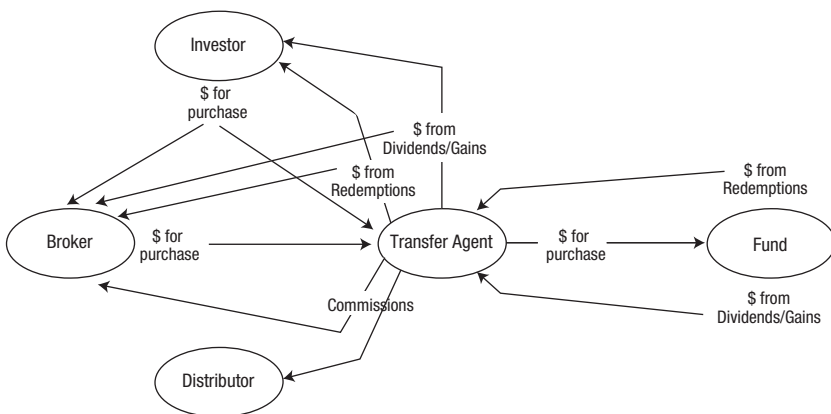 Investor
$ for
purchase
$ from
Dividends/Gains
$ from
Redemptions
$ from
Redemptions
Broker
$ for
purchase
Transfer Agent
$ for
purchase
Fund
Commissions
$ from
Dividends/Gains
Distributor